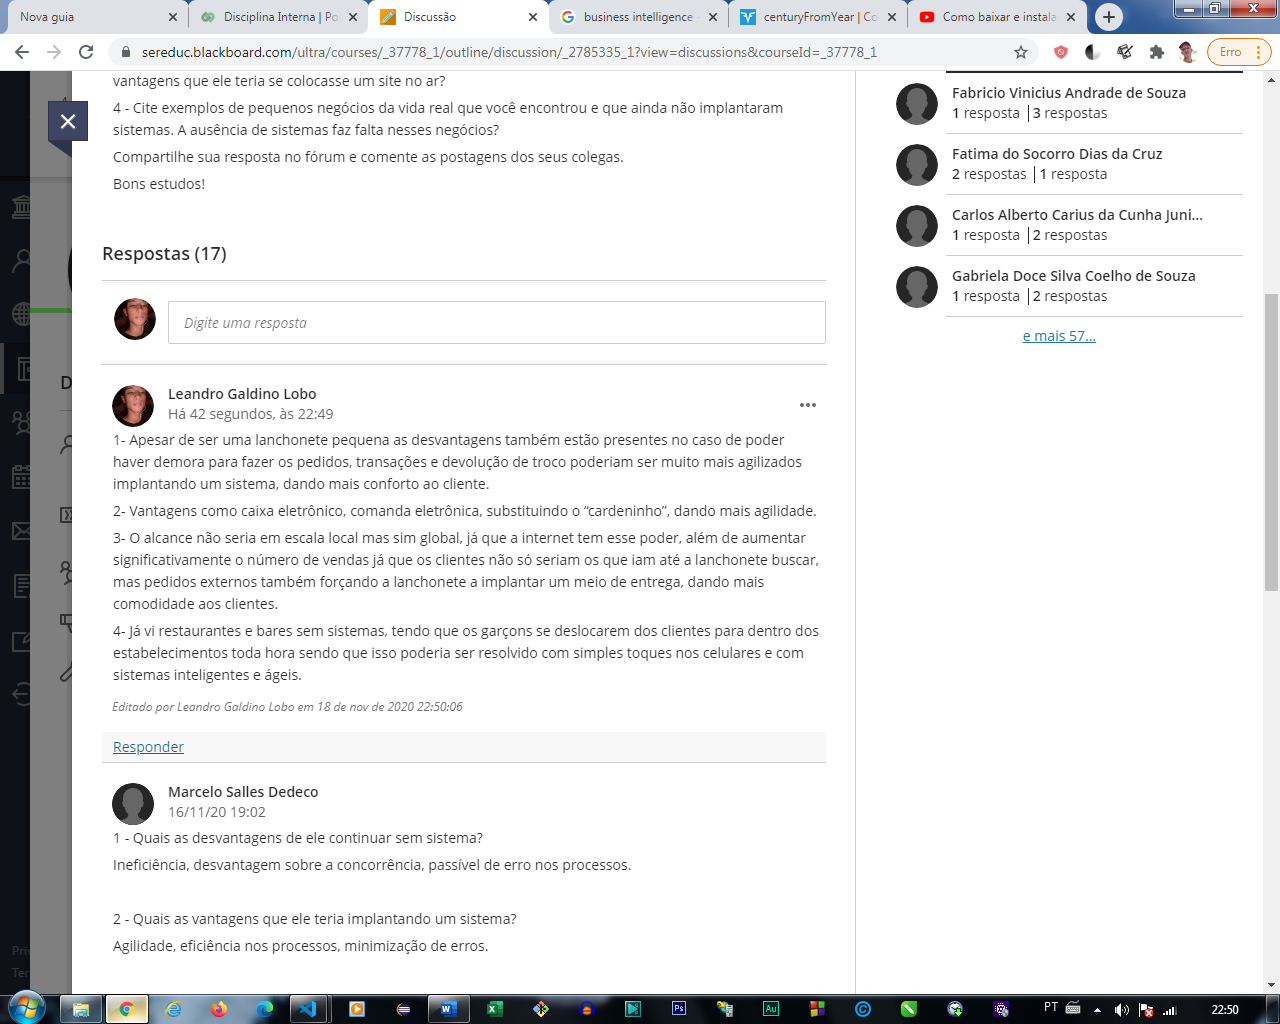 Nova guia
Disciplina Interna | Po
Discussão
business intelligence
centuryFromYear | Co
Como baixar e instala
sereduc.blackboard.com/ultra/courses/_37778_1/outline/discussion/_2785335_1?view=discussions&courseId=_37778_1
Erro
vantagens que ele teria se colocasse um site no ar?
4 - Cite exemplos de pequenos negócios da vida real que você encontrou e que ainda não implantaram
sistemas. A ausência de sistemas faz falta nesses negócios?
Compartilhe sua resposta no fórum e comente as postagens dos seus colegas.
Bons estudos!
Respostas (17)
Digite uma resposta
Leandro Galdino Lobo
Há 42 segundos, às 22:49
1- Apesar de ser uma lanchonete pequena as desvantagens também estão presentes no caso de poder
haver demora para fazer os pedidos, transações e devolução de troco poderiam ser muito mais agilizados
implantando um sistema, dando mais conforto ao cliente.
2- Vantagens como caixa eletrônico, comanda eletrônica, substituindo o “cardeninho”, dando mais agilidade.
3- O alcance não seria em escala local mas sim global, já que a internet tem esse poder, além de aumentar
significativamente o número de vendas já que os clientes não só seriam os que iam até a lanchonete buscar,
mas pedidos externos também forçando a lanchonete a implantar um meio de entrega, dando mais
comodidade aos clientes.
4- Já vi restaurantes e bares sem sistemas, tendo que os garçons se deslocarem dos clientes para dentro dos
estabelecimentos toda hora sendo que isso poderia ser resolvido com simples toques nos celulares e com
sistemas inteligentes e ágeis.
Editado por Leandro Galdino Lobo em 18 de nov de 2020 22:50:06
Responder
Marcelo Salles Dedeco
16/11/20 19:02
1 - Quais as desvantagens de ele continuar sem sistema?
Ineficiência, desvantagem sobre a concorrência, passível de erro nos processos.
2 - Quais as vantagens que ele teria implantando um sistema?
Agilidade, eficiência nos processos, minimização de erros.
Fabricio Vinicius Andrade de Souza
1 resposta | 3 respostas
Fatima do Socorro Dias da Cruz
2 respostas | 1 resposta
Carlos Alberto Carius da Cunha Juni...
1 resposta | 2 respostas
Gabriela Doce Silva Coelho de Souza
1 resposta | 2 respostas
e mais 57...
D
Priv
Ter
PT
22:50